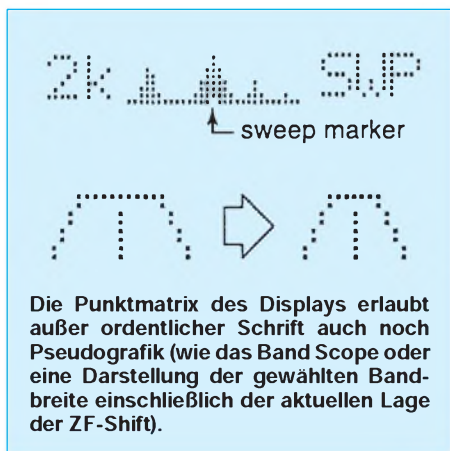 2k SWP
sweep marker
Die Punktmatrix des Displays erlaubt
außer ordentlicher Schrift auch noch
Pseudografik (wie das Band Scope oder
eine Darstellung der gewählten Band-
breite einschließlich der aktuellen Lage
der ZF-Shift).